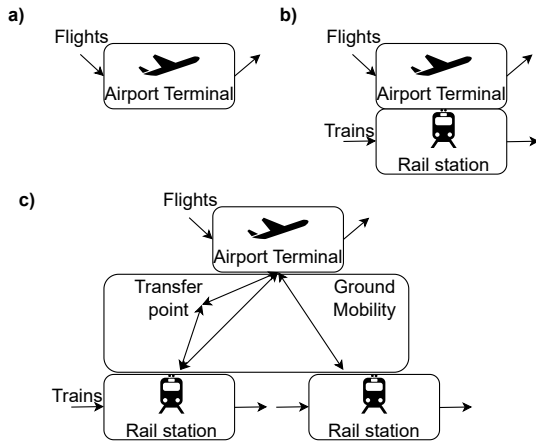 a)
Flights
Airport Terminal
b)
Flights
Airport Terminal
Trains
Rail station
c)
Flights
Airport Terminal
Transfer
point
Ground
Mobility
Trains
Rail station
Rail station